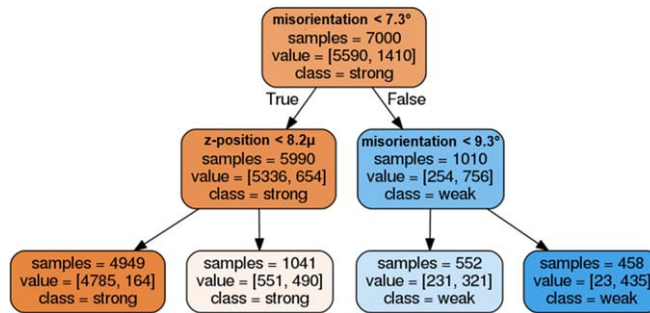 misorientation < 7.3°
samples = 7000
value = [5590, 1410]
class = strong
True
False
z-position < 8.2µ
samples = 5990
value = [5336, 654]
class = strong
misorientation < 9.3°
samples = 1010
value = [254, 756]
class = weak
samples = 4949
value = [4785, 164]
class = strong
samples = 1041
value = [551, 490]
class = strong
samples = 552
value = [231, 321]
class = weak
samples = 458
value = [23, 435]
class = weak